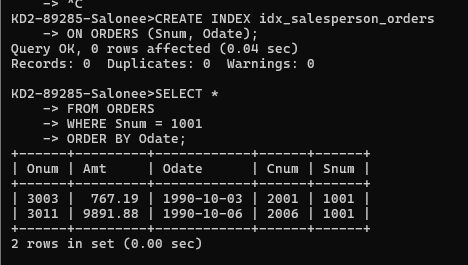 -> ^C
KD2-89285-Salonee>CREATE INDEX idx_salesperson_orders
    -> ON ORDERS (Snum, Odate);
Query OK, 0 rows affected (0.04 sec)
Records: 0  Duplicates: 0  Warnings: 0

KD2-89285-Salonee>SELECT *
    -> FROM ORDERS
    -> WHERE Snum = 1001
    -> ORDER BY Odate;
+------+---------+------------+------+------+
| Onum | Amt     | Odate      | Cnum | Snum |
+------+---------+------------+------+------+
| 3003 |  767.19 | 1990-10-03 | 2001 | 1001 |
| 3011 | 9891.88 | 1990-10-06 | 2006 | 1001 |
+------+---------+------------+------+------+
2 rows in set (0.00 sec)